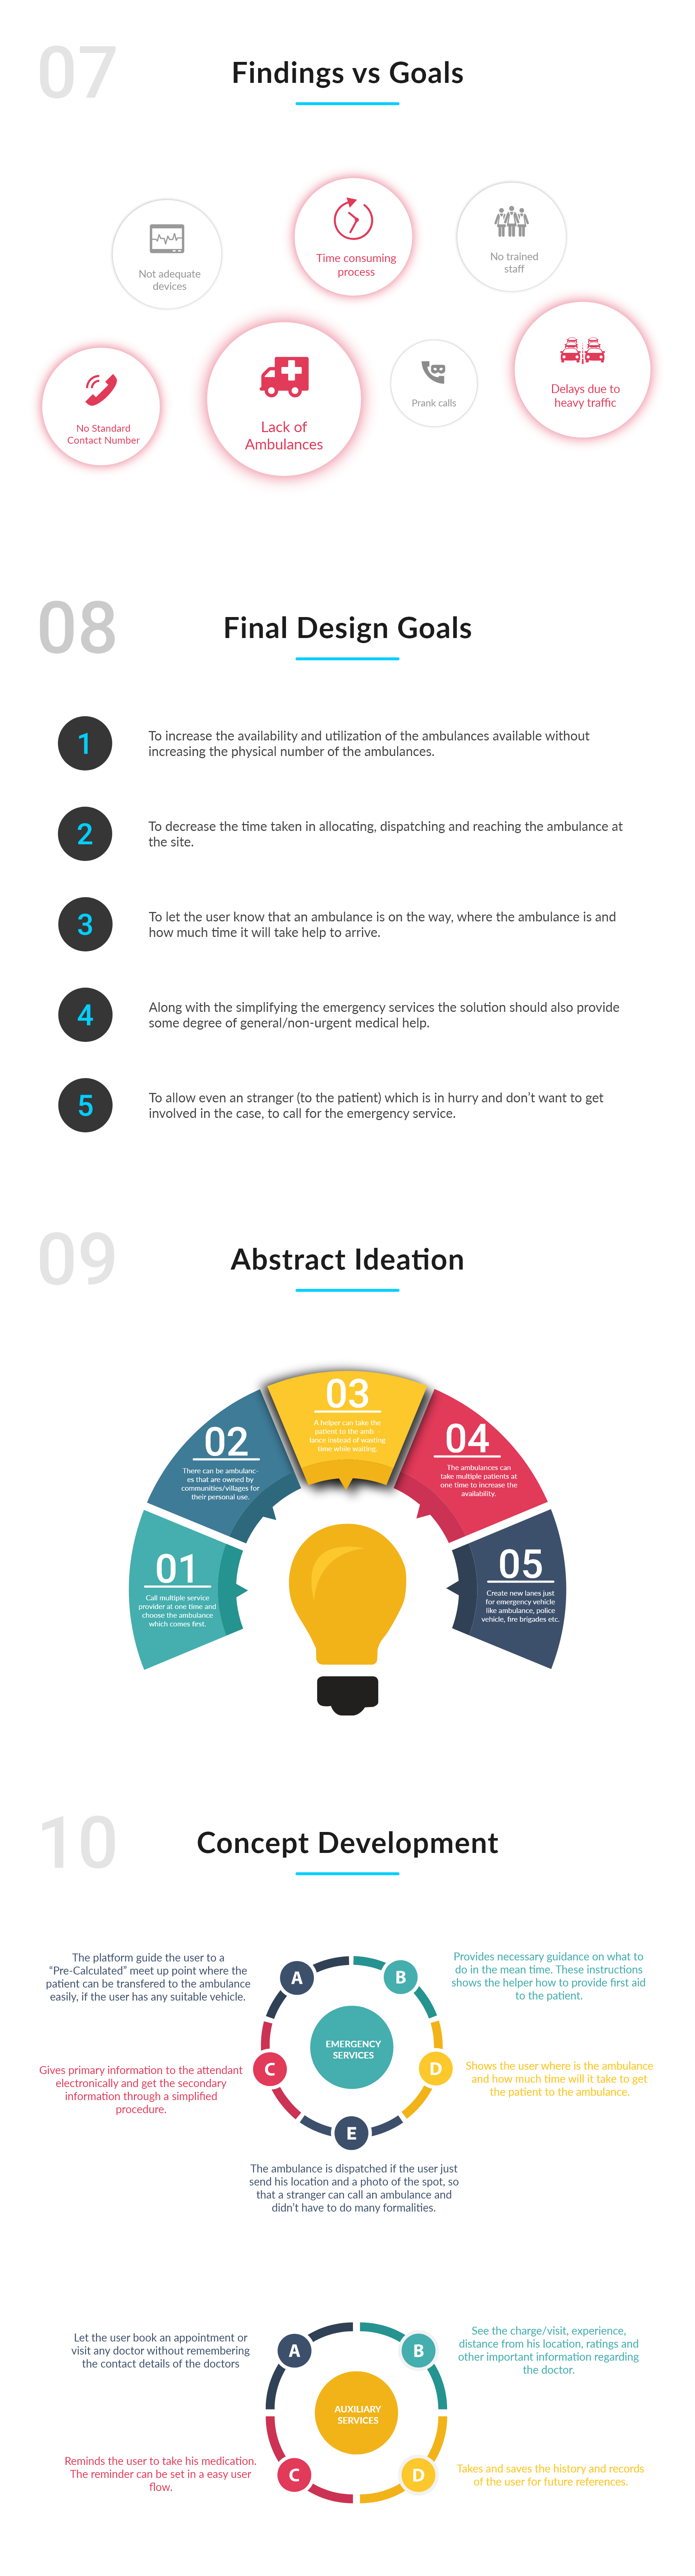 07
Findings vs Goals
Not adequate
devices
Time consuming
process
No trained
staff
No Standard
Contact Number
Lack of
Ambulances
Prank calls
Delays due to
heavy traffic
08
Final Design Goals
1
To increase the availability and utilization of the ambulances available without
increasing the physical number of the ambulances.
2
To decrease the time taken in allocating, dispatching and reaching the ambulance at
the site.
3
To let the user know that an ambulance is on the way, where the ambulance is and
how much time it will take help to arrive.
4
Along with the simplifying the emergency services the solution should also provide
some degree of general/non-urgent medical help.
5
To allow even an stranger (to the patient) which is in hurry and don't want to get
involved in the case, to call for the emergency service.
09
Abstract Ideation
01
Call multiple service
provider at one time and
choose the ambulance
which comes first.
02
There can be ambulanc-
es that are owned by
communities/villages for
their personal use.
03
A helper can take the
patient to the amb -
lance instead of wasting
time while waiting.
04
The ambulances can
take multiple patients at
one time to increase the
availability.
05
Create new lanes just
for emergency vehicle
like ambulance, police
vehicle, fire brigades etc.
10
Concept Development
The platform guide the user to a
“Pre-Calculated” meet up point where the
patient can be transfered to the ambulance
easily, if the user has any suitable vehicle.
A
B
Provides necessary guidance on what to
do in the mean time. These instructions
shows the helper how to provide first aid
to the patient.
EMERGENCY
SERVICES
Gives primary information to the attendant
electronically and get the secondary
information through a simplified
procedure.
C
D
Shows the user where is the ambulance
and how much time will it take to get
the patient to the ambulance.
E
The ambulance is dispatched if the user just
send his location and a photo of the spot, so
that a stranger can call an ambulance and
didn't have to do many formalities.
Let the user book an appointment or
visit any doctor without remembering
the contact details of the doctors
A
B
See the charge/visit, experience,
distance from his location, ratings and
other important information regarding
the doctor.
AUXILIARY
SERVICES
Reminds the user to take his medication.
The reminder can be set in a easy user
flow.
C
D
Takes and saves the history and records
of the user for future references.